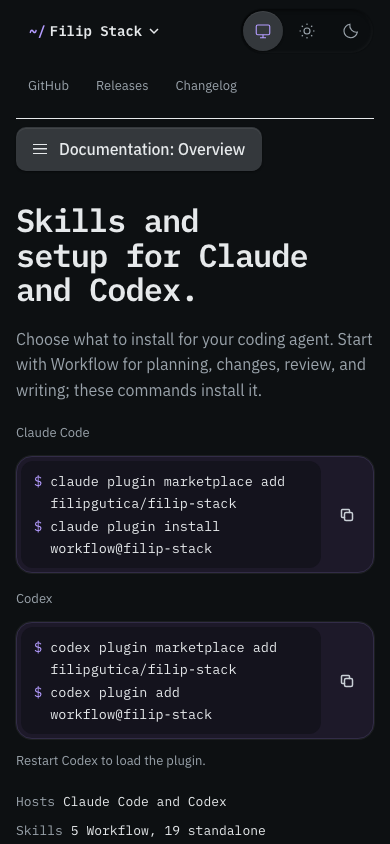 ~/ Filip Stack
GitHub Releases Changelog
Documentation: Overview
Skills and
setup for Claude
and Codex.
Choose what to install for your coding agent. Start
with Workflow for planning, changes, review, and
writing; these commands install it.
Claude Code
$ claude plugin marketplace add
filipgutica/filip-stack
$ claude plugin install
workflow@filip-stack
Codex
$ codex plugin marketplace add
filipgutica/filip-stack
$ codex plugin add
workflow@filip-stack
Restart Codex to load the plugin.
Hosts Claude Code and Codex
Skills 5 Workflow, 19 standalone